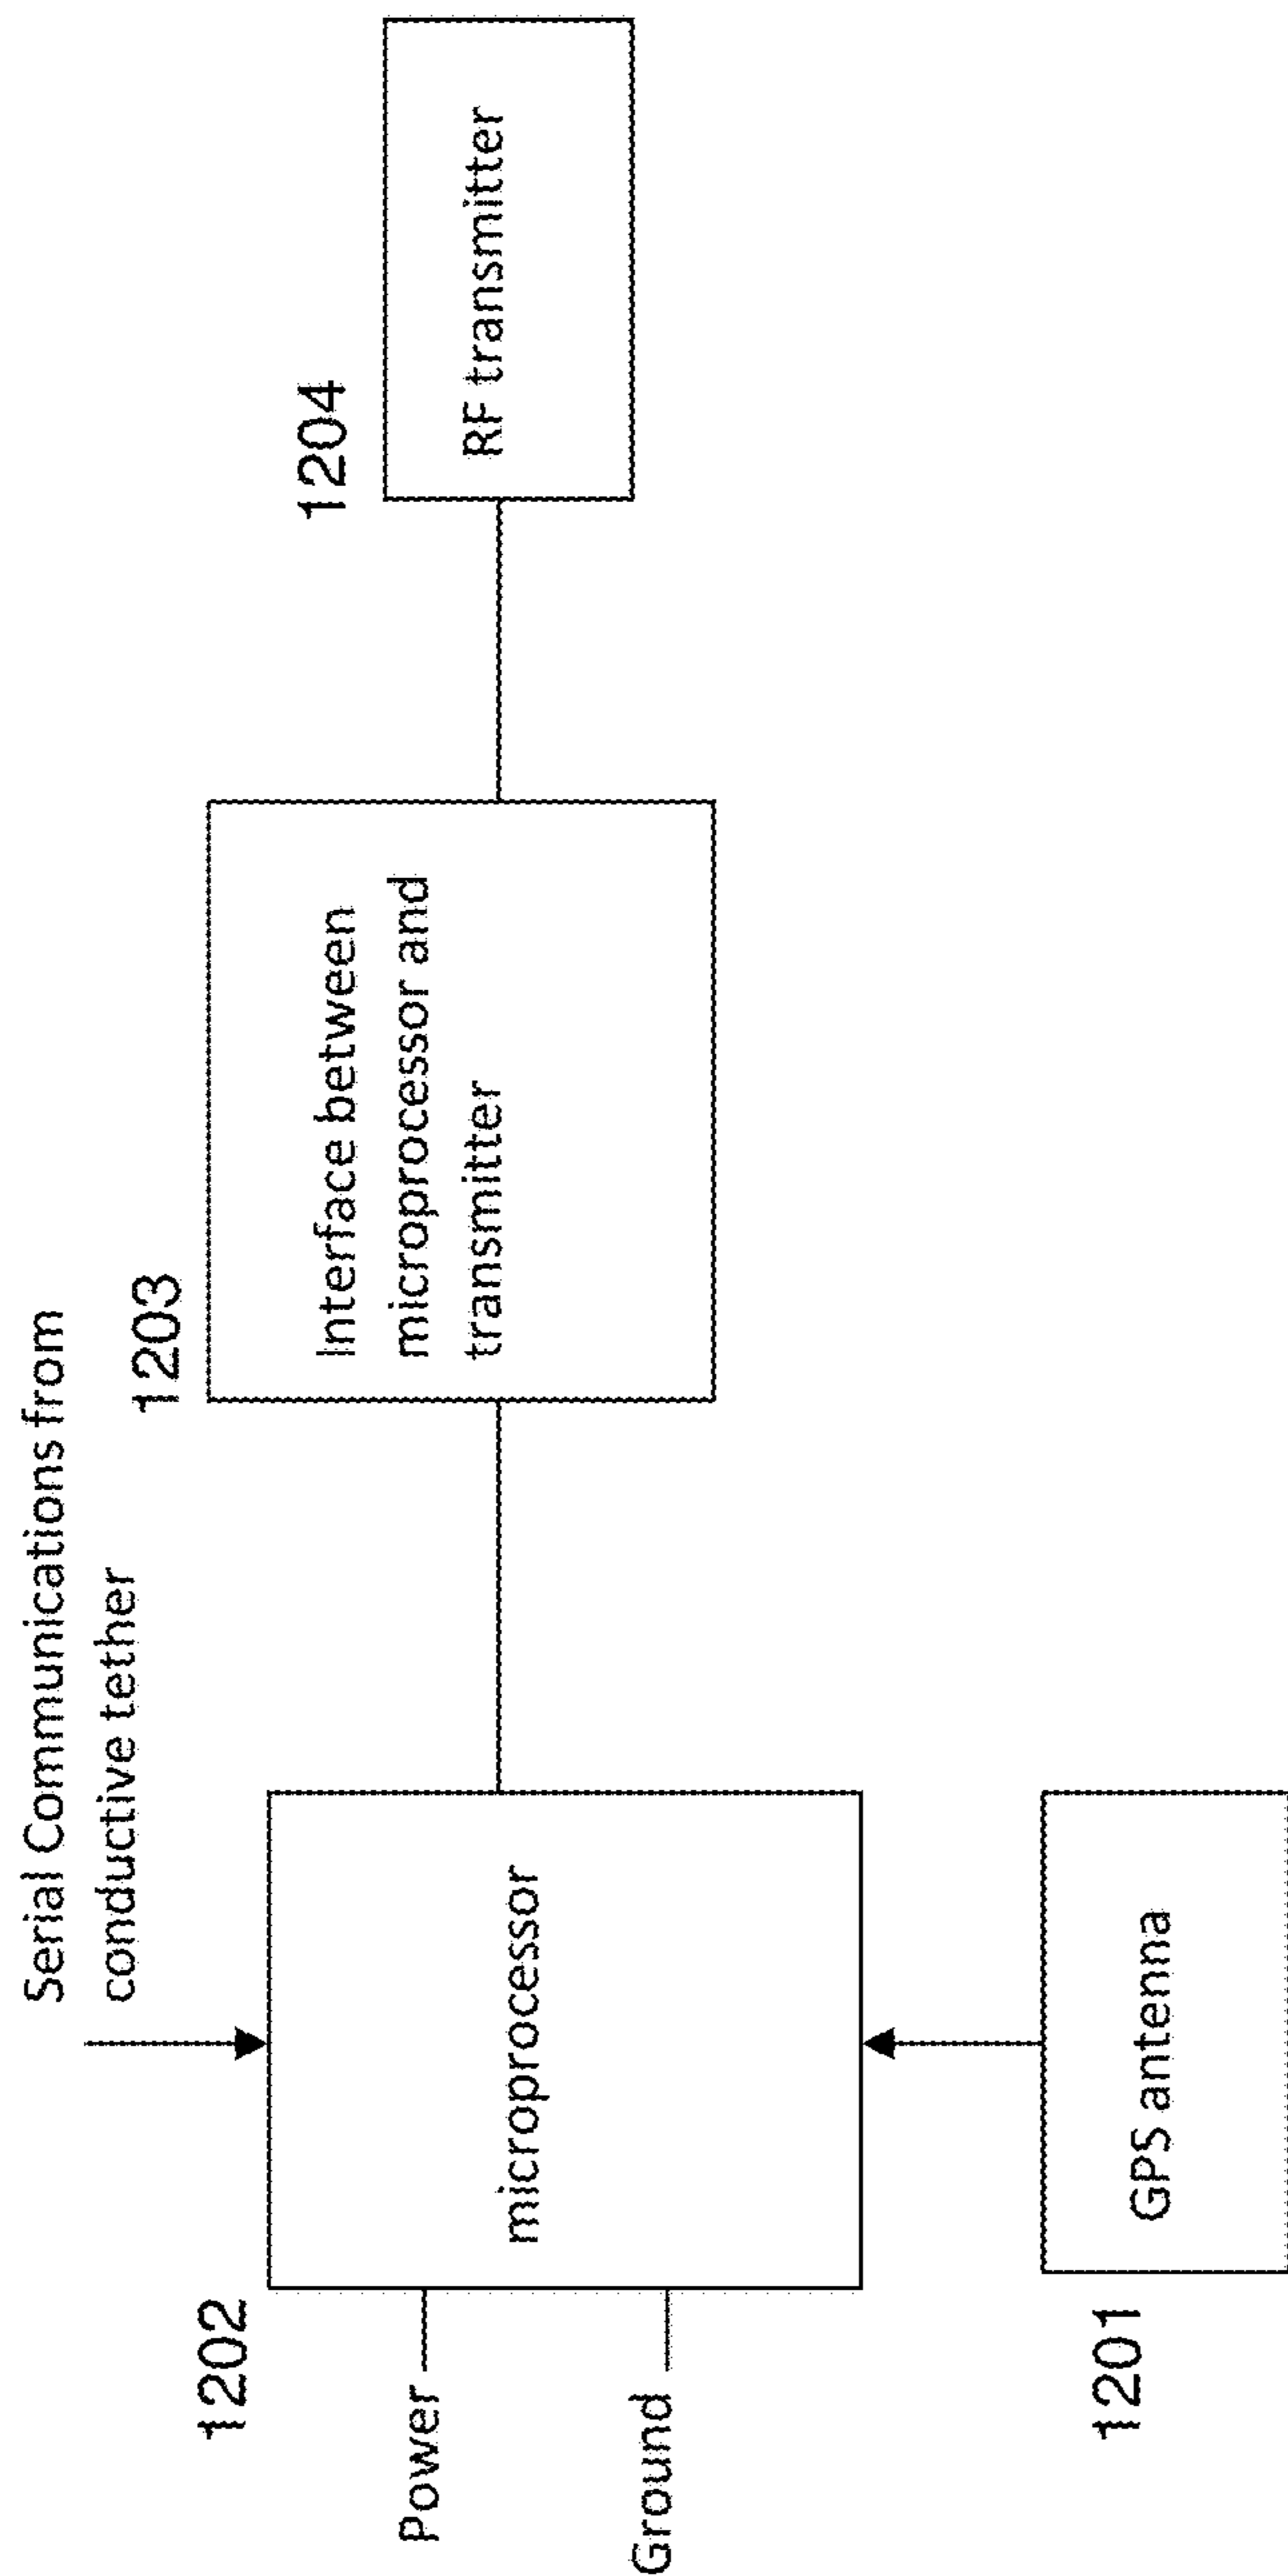 Serial Communications from
conductive tether
1203
1204
1202
Power
Ground
microprocessor
Interface between
microprocessor and
transmitter
RF transmitter
1201
GPS antenna